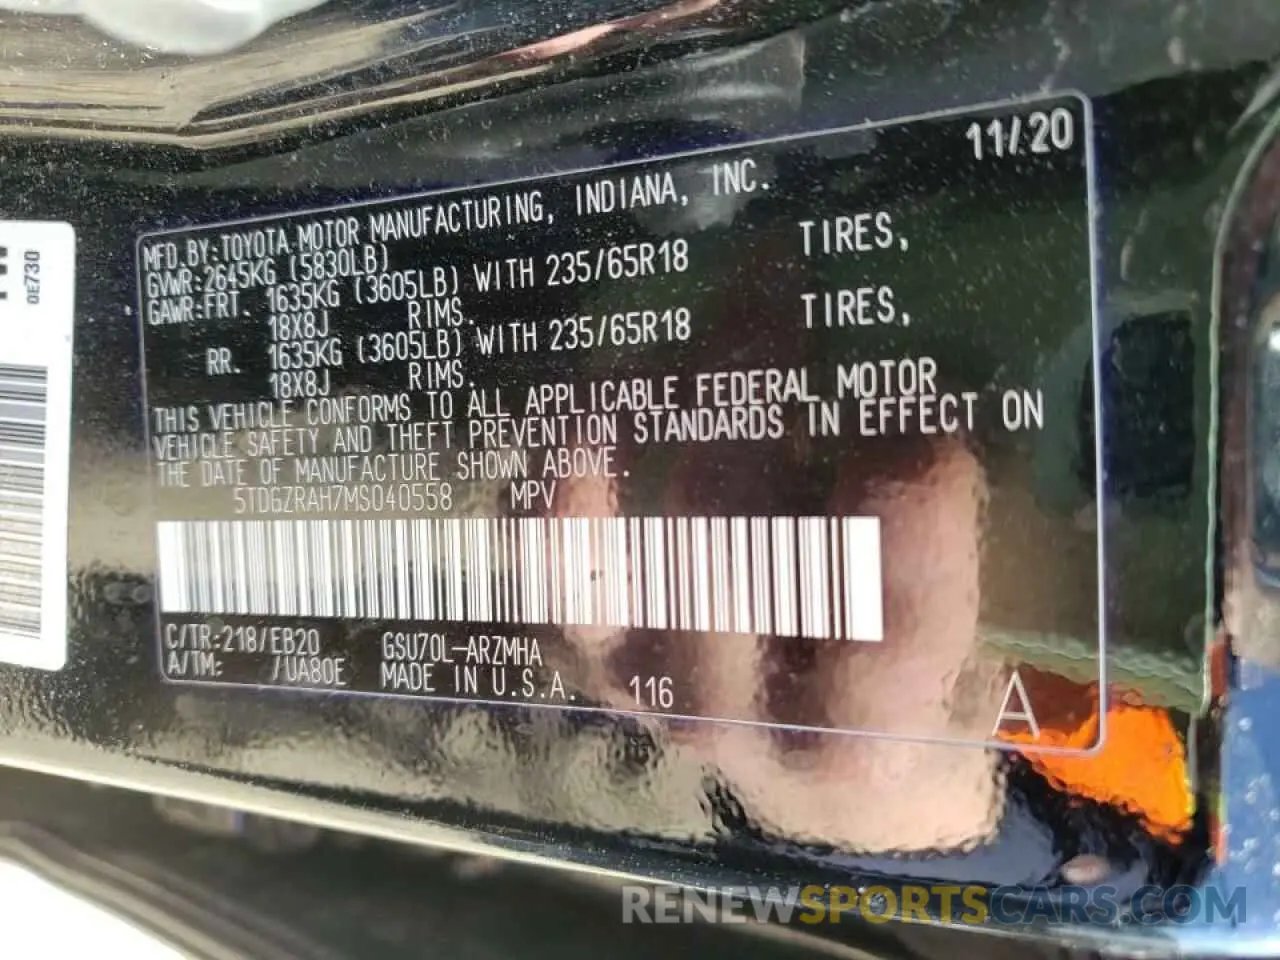 11/20
MFD.BY:TOYOTA MOTOR MANUFACTURING, INDIANA, INC.
GVWR:2645KG (5830LB)
GAWR:FRT. 1635KG (3605LB) WITH 235/65R18 TIRES,
18X8J RIMS.
RR. 1635KG (3605LB) WITH 235/65R18 TIRES,
18X8J RIMS.
THIS VEHICLE CONFORMS TO ALL APPLICABLE FEDERAL MOTOR
VEHICLE SAFETY AND THEFT PREVENTION STANDARDS IN EFFECT ON
THE DATE OF MANUFACTURE SHOWN ABOVE.
5TDGZRAH7MS040558 MPV
C/TR:218/EB20 GSU70L-ARZMHA
A/TM: /UA80E MADE IN U.S.A. 116
A
0E730
RENEWSPORTSCARS.COM